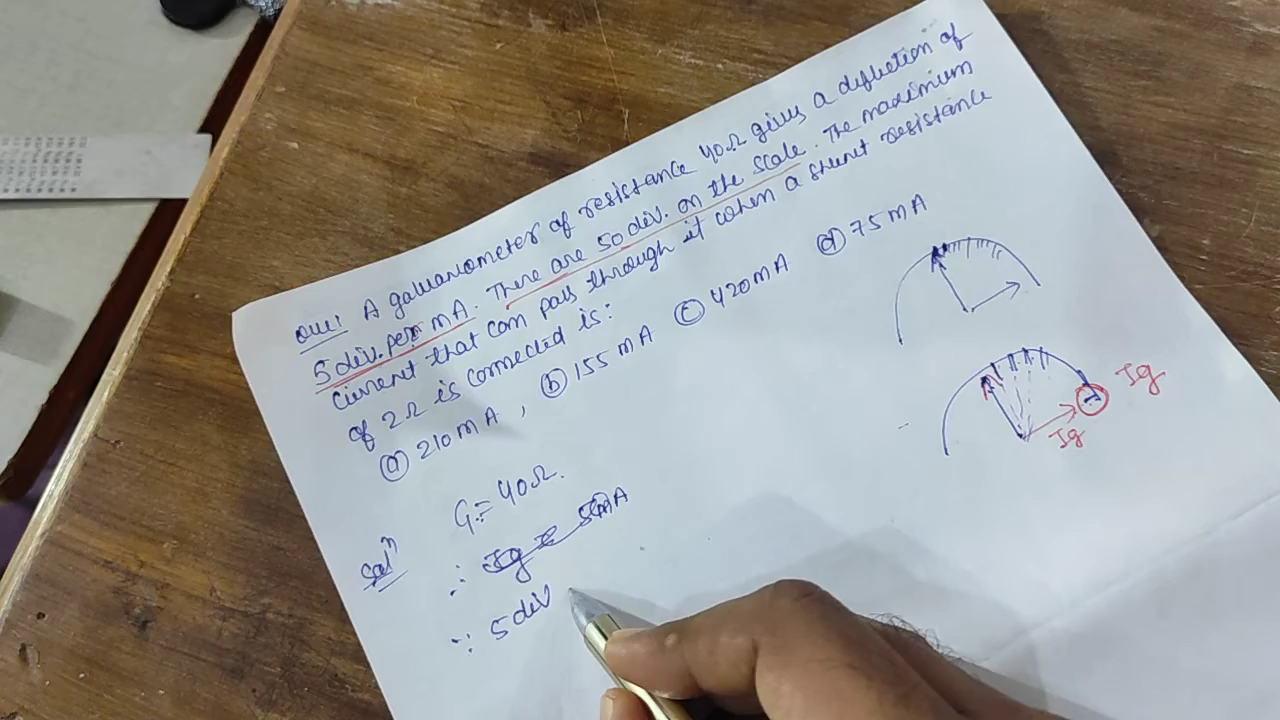 Que: A galvanometer of resistance 40Ω gives a deflection of
5 div. per mA. There are 50 div. on the scale. The maximum
current that can pass through it when a shunt resistance
of 2Ω is connected is:
(a) 210 mA , (b) 155 mA (c) 420 mA (d) 75 mA
Ig
Ig
Solⁿ G = 40Ω.
∴ Ig =
∵ 5 div